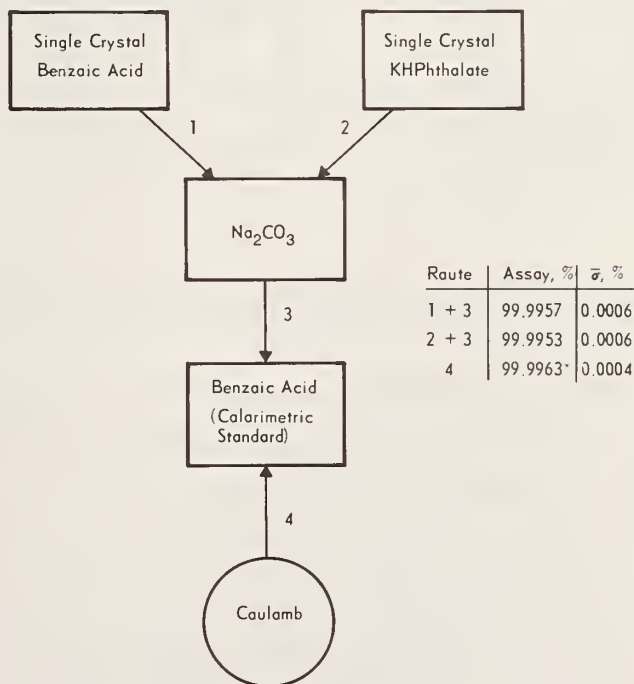 Single Crystal
Benzaic Acid
Single Crystal
KHPhthalate
1
2
Na₂CO₃
3
Benzaic Acid
(Calarimetric
Standard)
4
Caulamb
Raute | Assay, % | σ̅, %
1 + 3 | 99.9957 | 0.0006
2 + 3 | 99.9953 | 0.0006
4 | 99.9963 | 0.0004